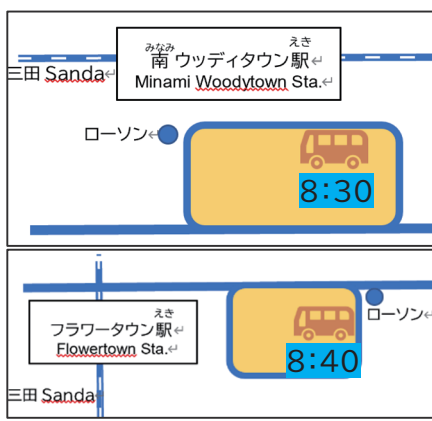 みなみ えき
南ウッディタウン駅
Minami Woodytown Sta.
三田 Sanda
ローソン
8:30
えき
フラワータウン駅
Flowertown Sta.
ローソン
8:40
三田 Sanda